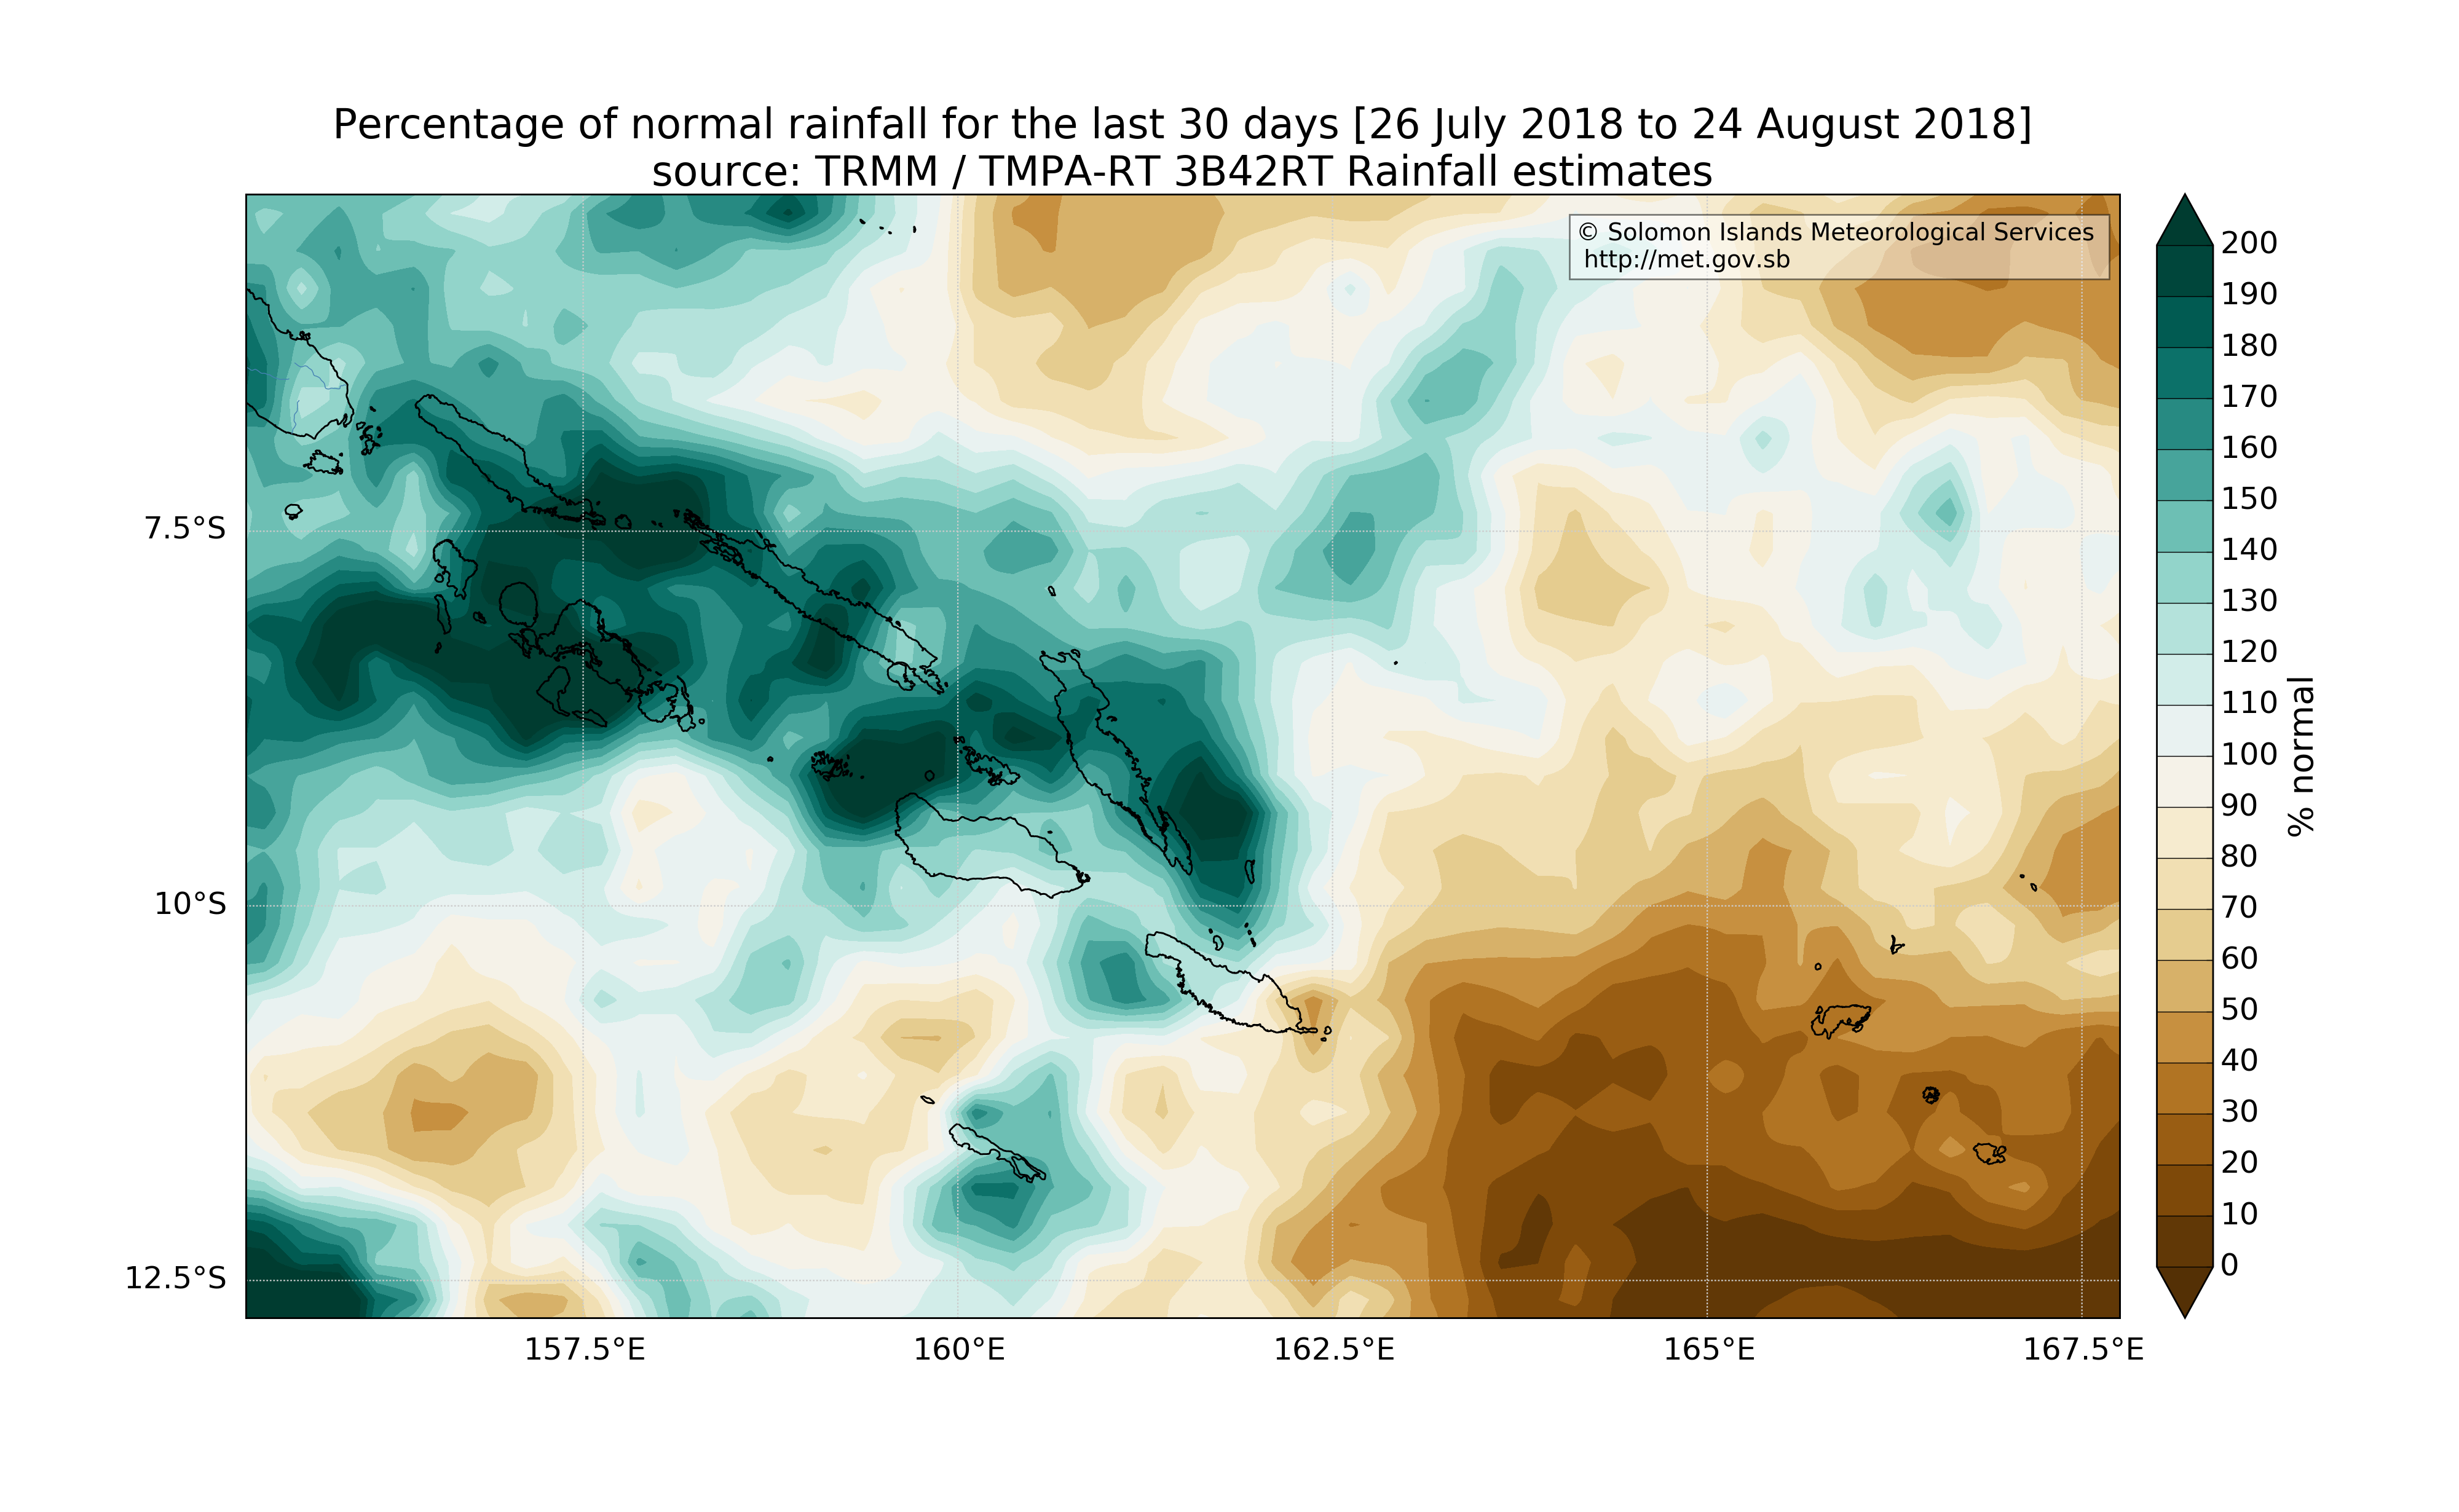 Percentage of normal rainfall for the last 30 days [26 July 2018 to 24 August 2018]
source: TRMM / TMPA-RT 3B42RT Rainfall estimates
© Solomon Islands Meteorological Services
http://met.gov.sb
7.5°S
10°S
12.5°S
157.5°E
160°E
162.5°E
165°E
167.5°E
200
190
180
170
160
150
140
130
120
110
100
90
80
70
60
50
40
30
20
10
0
% normal